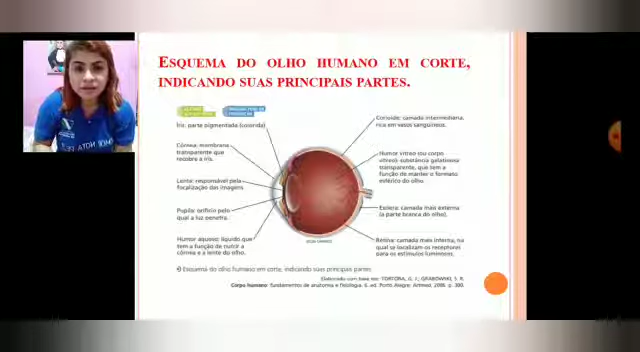 ESQUEMA DO OLHO HUMANO EM CORTE,
INDICANDO SUAS PRINCIPAIS PARTES.
Íris: parte pigmentada (colorida)
Córnea: membrana
transparente que
recobre a íris.
Lente: responsável pela
focalização das imagens.
Pupila: orifício pelo
qual a luz penetra.
Humor aquoso: líquido que
tem a função de nutrir a
córnea e a lente do olho.
Corioide: camada intermediária,
rica em vasos sanguíneos.
Humor vítreo (ou corpo
vítreo): substância gelatinosa
transparente, que tem a
função de manter o formato
esférico do olho.
Esclera: camada mais externa
(a parte branca do olho).
Retina: camada mais interna, na
qual se localizam os receptores
para os estímulos luminosos.
Esquema do olho humano em corte, indicando suas principais partes.
Elaborado com base em: TORTORA, G. J.; GRABOWSKI, S. R.
Corpo humano: fundamentos de anatomia e fisiologia. 6. ed. Porto Alegre: Artmed, 2006. p. 300.